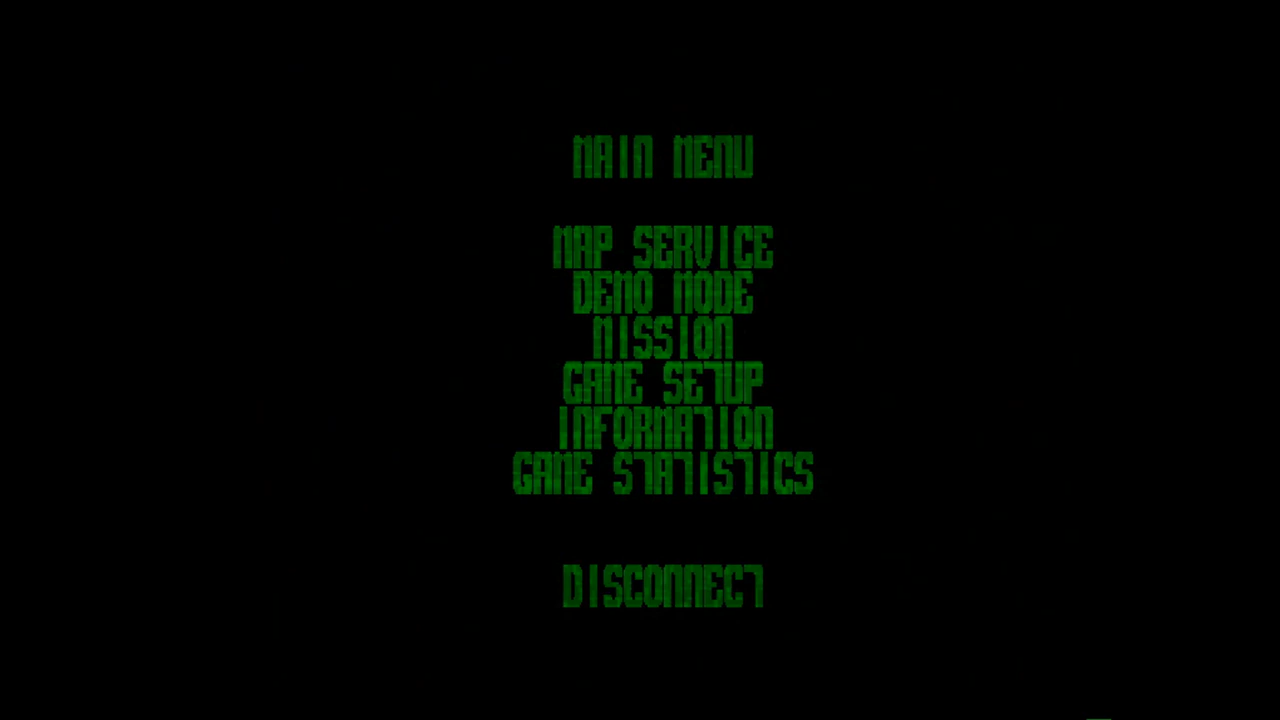 MAIN MENU
MAP SERVICE
DEMO MODE
MISSION
GAME SETUP
INFORMATION
GAME STATISTICS
DISCONNECT